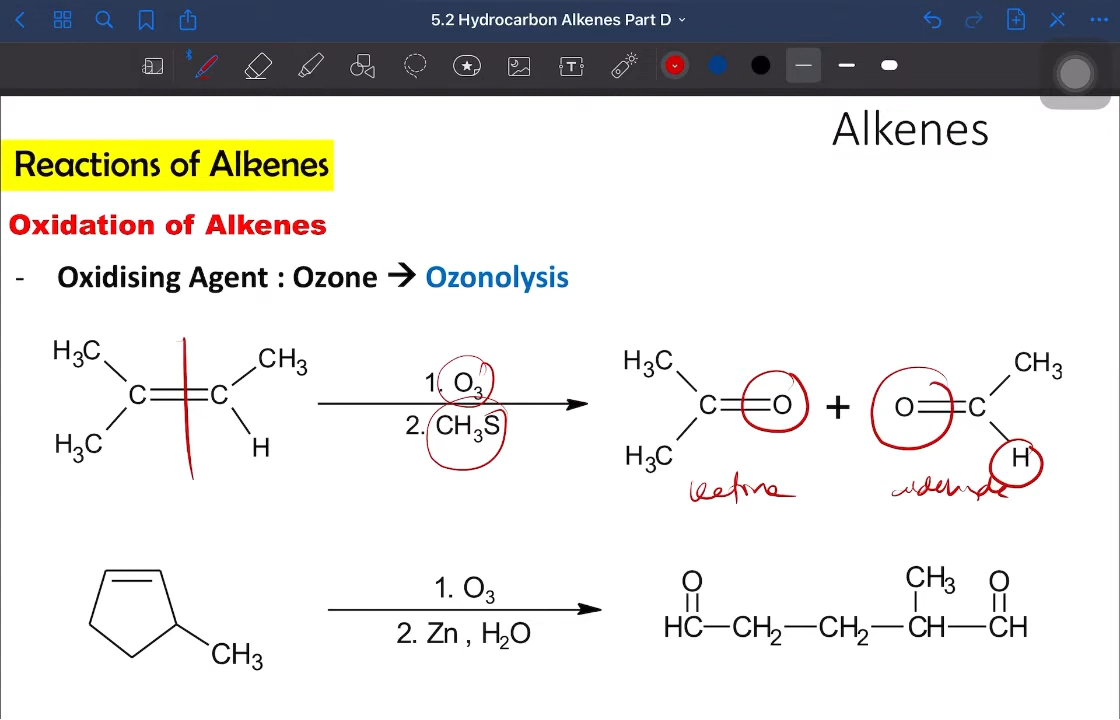 5.2 Hydrocarbon Alkenes Part D
Alkenes
Reactions of Alkenes
Oxidation of Alkenes
- Oxidising Agent : Ozone → Ozonolysis
H₃C
CH₃
C
C
H₃C
H
1. O₃
2. CH₃S
H₃C
C
O
H₃C
+
O
C
CH₃
H
ketone
CH₃
1. O₃
2. Zn , H₂O
O
CH₃
O
HC—CH₂—CH₂—CH—CH